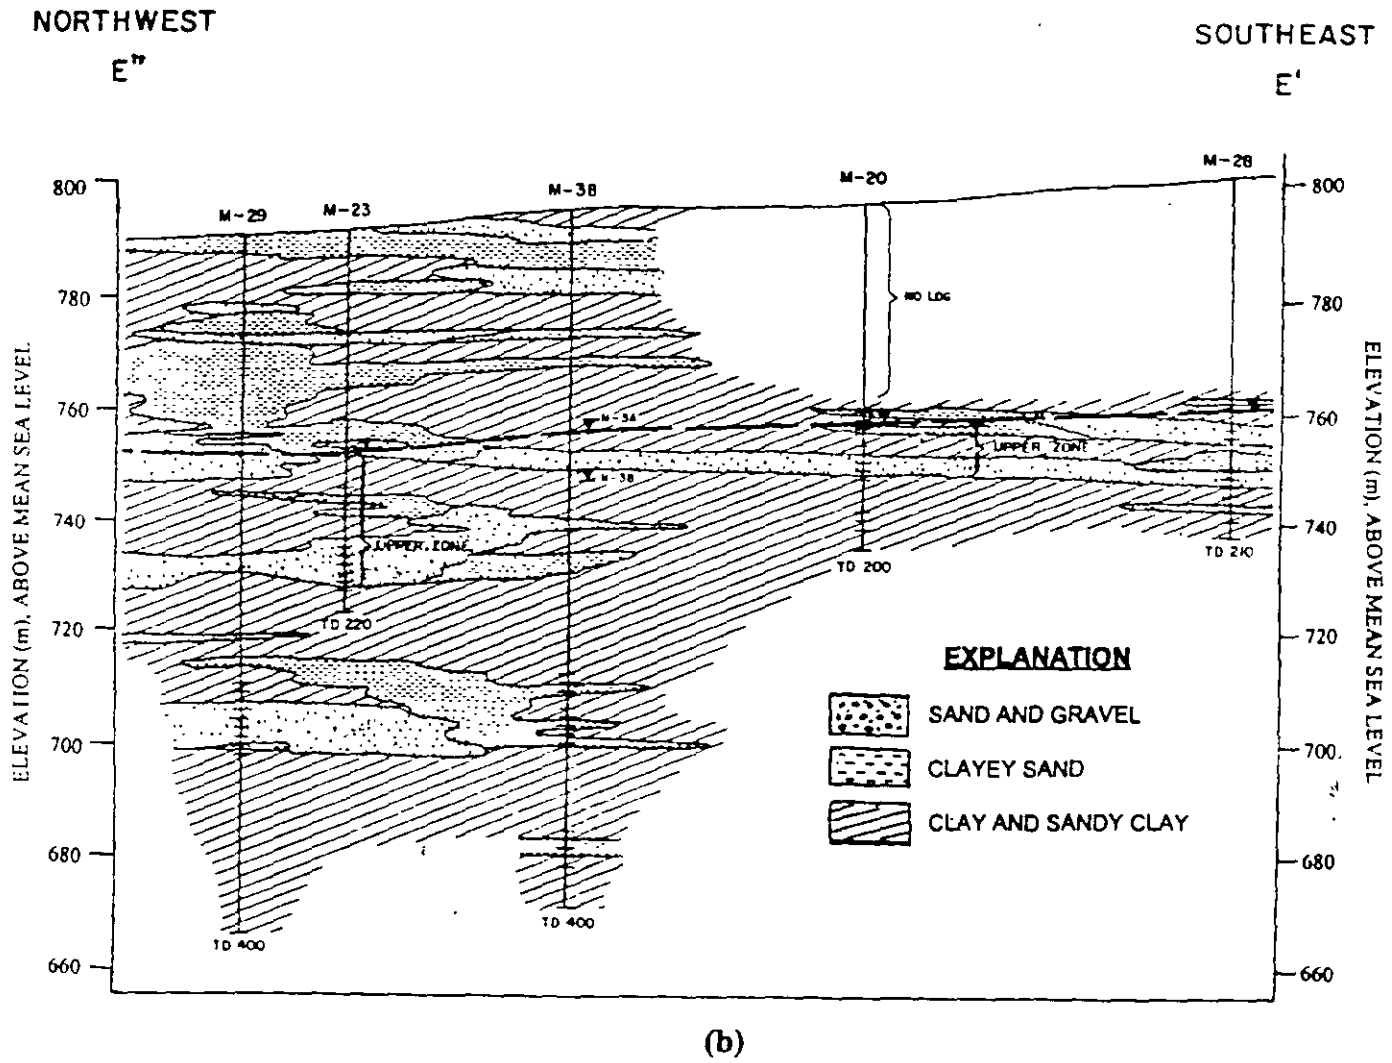 NORTHWEST
E"
SOUTHEAST
E'
M-29
M-23
M-3B
M-20
M-28
800
780
760
740
720
700
680
660
ELEVATION (m), ABOVE MEAN SEA LEVEL
800
780
760
740
720
700
680
660
ELEVATION (m), ABOVE MEAN SEA LEVEL
NO LOG
M-3A
M-3B
UPPER ZONE
UPPER ZONE
TD 220
TD 200
TD 210
TD 400
TD 400
EXPLANATION
SAND AND GRAVEL
CLAYEY SAND
CLAY AND SANDY CLAY
(b)